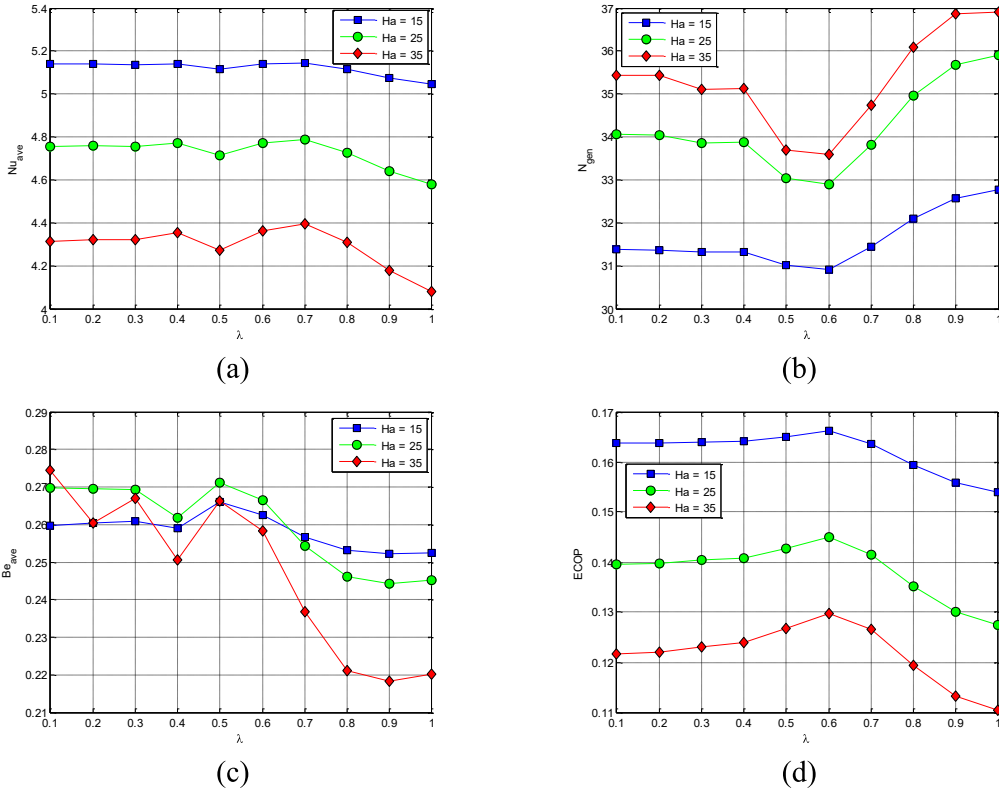 5.4
5.2
5
4.8
4.6
4.4
4.2
4
Nu_ave
0.1 0.2 0.3 0.4 0.5 0.6 0.7 0.8 0.9 1
λ
Ha = 15
Ha = 25
Ha = 35
(a)
37
36
35
34
33
32
31
30
N_gen
0.1 0.2 0.3 0.4 0.5 0.6 0.7 0.8 0.9 1
λ
Ha = 15
Ha = 25
Ha = 35
(b)
0.29
0.28
0.27
0.26
0.25
0.24
0.23
0.22
0.21
Be_ave
0.1 0.2 0.3 0.4 0.5 0.6 0.7 0.8 0.9 1
λ
Ha = 15
Ha = 25
Ha = 35
(c)
0.17
0.16
0.15
0.14
0.13
0.12
0.11
ECOP
0.1 0.2 0.3 0.4 0.5 0.6 0.7 0.8 0.9 1
λ
Ha = 15
Ha = 25
Ha = 35
(d)